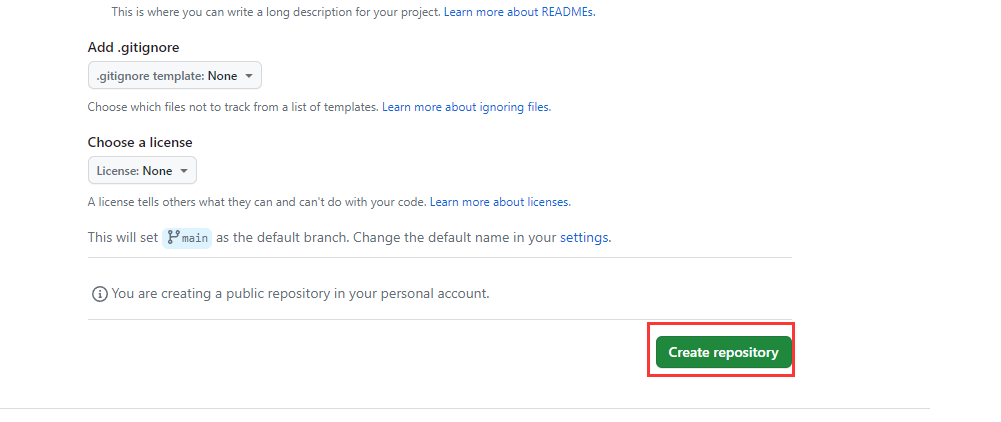 This is where you can write a long description for your project. Learn more about READMEs.
Add .gitignore
.gitignore template: None
Choose which files not to track from a list of templates. Learn more about ignoring files.
Choose a license
License: None
A license tells others what they can and can't do with your code. Learn more about licenses.
This will set main as the default branch. Change the default name in your settings.
You are creating a public repository in your personal account.
Create repository